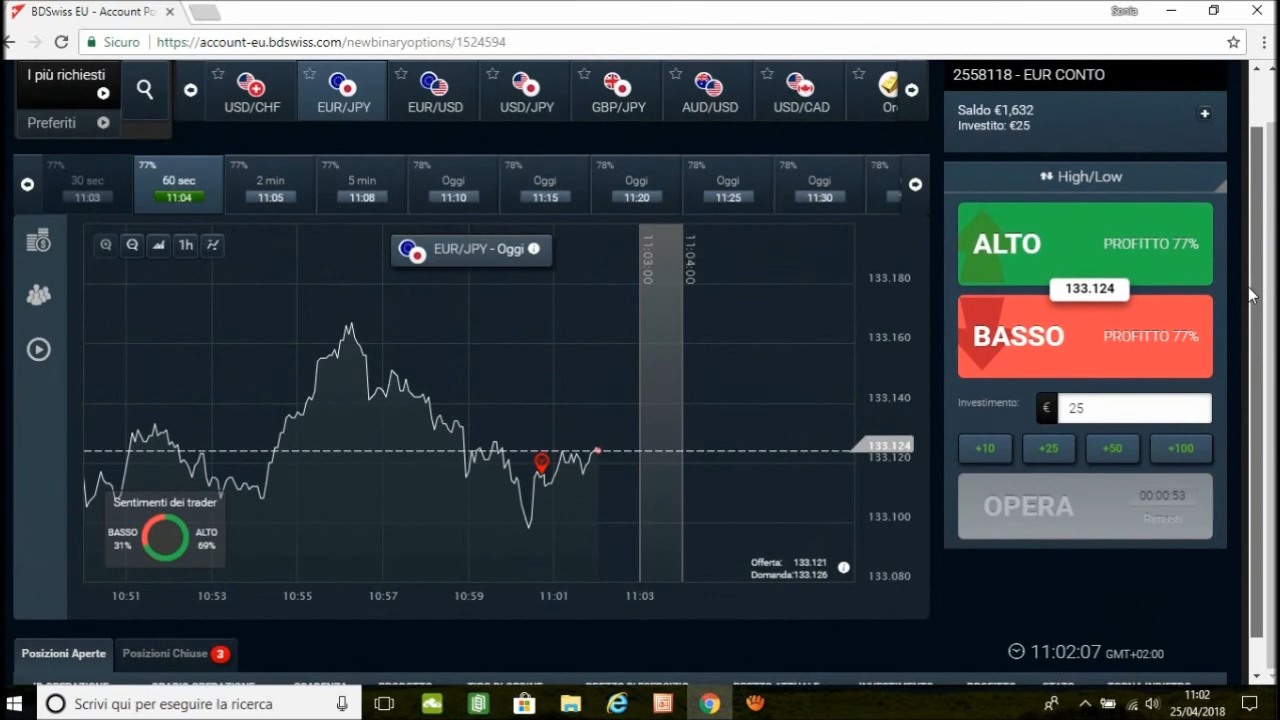 BDSwiss EU - Account Po
Sonia
Sicuro
https://account-eu.bdswiss.com/newbinaryoptions/1524594
I più richiesti
Preferiti
USD/CHF
EUR/JPY
EUR/USD
USD/JPY
GBP/JPY
AUD/USD
USD/CAD
2558118 - EUR CONTO
Saldo €1,632
Investito: €25
77% 77% 77% 77% 78% 78% 78% 78% 78% 78%
30 sec 60 sec 2 min 5 min Oggi Oggi Oggi Oggi Oggi
11:03 11:04 11:05 11:08 11:10 11:15 11:20 11:25 11:30
High/Low
1h
EUR/JPY - Oggi
11:03:00
11:04:00
ALTO PROFITTO 77%
133.124
BASSO PROFITTO 77%
133.180
133.160
133.140
133.124
133.120
133.100
133.080
Investimento: € 25
+10 +25 +50 +100
OPERA 00:00:53
Rimasti
Sentimenti dei trader
BASSO ALTO
31% 69%
Offerta: 133.121
Domanda:133.126
10:51 10:53 10:55 10:57 10:59 11:01 11:03
Posizioni Aperte
Posizioni Chiuse 3
11:02:07 GMT+02:00
Scrivi qui per eseguire la ricerca
11:02
25/04/2018